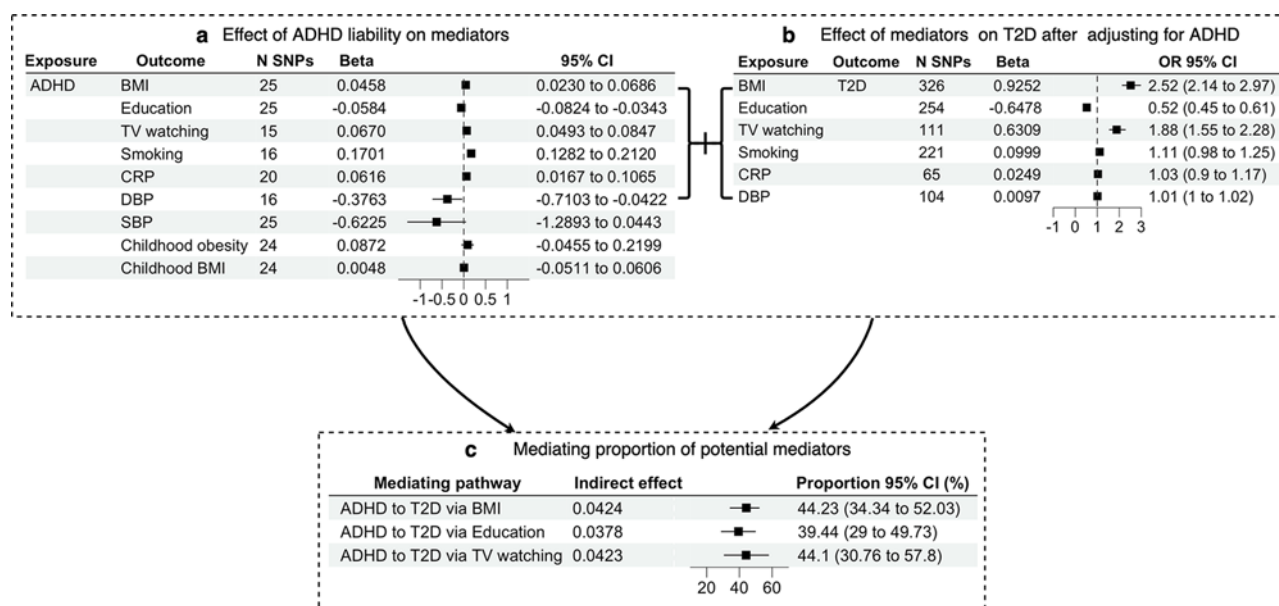 a Effect of ADHD liability on mediators
Exposure Outcome N SNPs Beta 95% CI
ADHD BMI 25 0.0458 0.0230 to 0.0686
Education 25 -0.0584 -0.0824 to -0.0343
TV watching 15 0.0670 0.0493 to 0.0847
Smoking 16 0.1701 0.1282 to 0.2120
CRP 20 0.0616 0.0167 to 0.1065
DBP 16 -0.3763 -0.7103 to -0.0422
SBP 25 -0.6225 -1.2893 to 0.0443
Childhood obesity 24 0.0872 -0.0455 to 0.2199
Childhood BMI 24 0.0048 -0.0511 to 0.0606
-1 -0.5 0 0.5 1
b Effect of mediators on T2D after adjusting for ADHD
Exposure Outcome N SNPs Beta OR 95% CI
BMI T2D 326 0.9252 2.52 (2.14 to 2.97)
Education 254 -0.6478 0.52 (0.45 to 0.61)
TV watching 111 0.6309 1.88 (1.55 to 2.28)
Smoking 221 0.0999 1.11 (0.98 to 1.25)
CRP 65 0.0249 1.03 (0.9 to 1.17)
DBP 104 0.0097 1.01 (1 to 1.02)
-1 0 1 2 3
c Mediating proportion of potential mediators
Mediating pathway Indirect effect Proportion 95% CI (%)
ADHD to T2D via BMI 0.0424 44.23 (34.34 to 52.03)
ADHD to T2D via Education 0.0378 39.44 (29 to 49.73)
ADHD to T2D via TV watching 0.0423 44.1 (30.76 to 57.8)
20 40 60